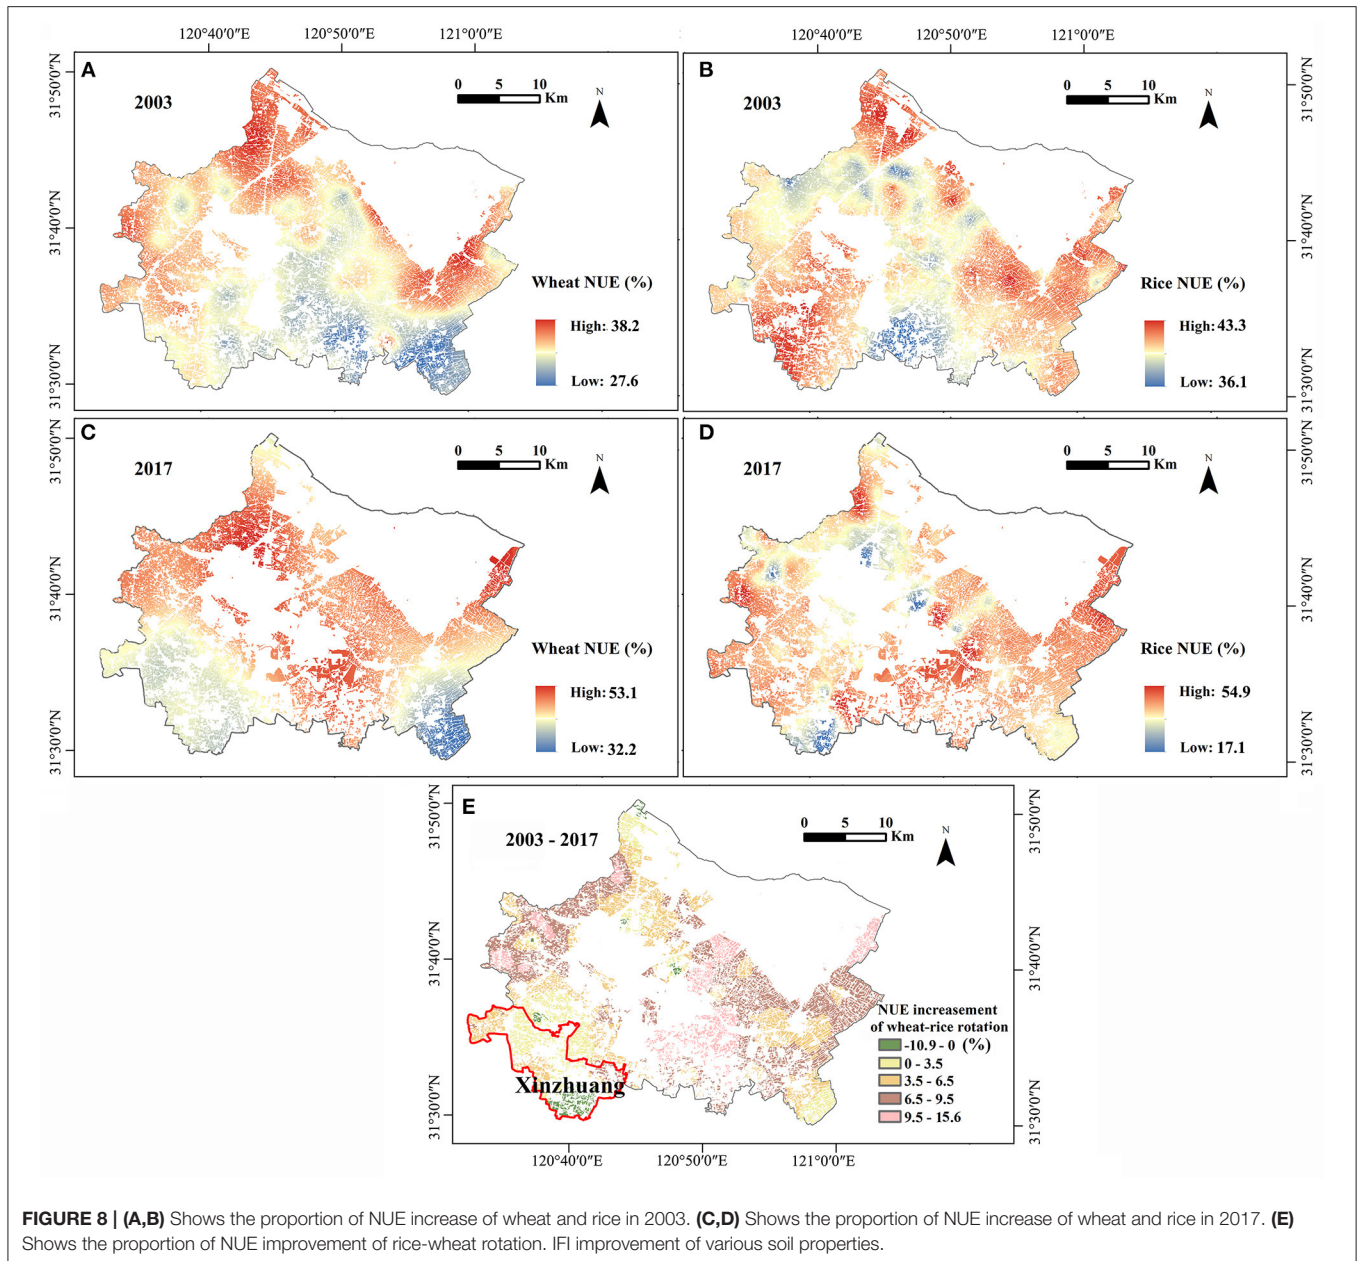 120°40′0″E 120°50′0″E 121°0′0″E
120°40′0″E 120°50′0″E 121°0′0″E
A
2003
0 5 10
Km
N
Wheat NUE (%)
High: 38.2
Low: 27.6
31°50′0″N
31°40′0″N
31°30′0″N
B
2003
0 5 10
Km
N
Rice NUE (%)
High: 43.3
Low: 36.1
31°50′0″N
31°40′0″N
31°30′0″N
C
2017
0 5 10
Km
N
Wheat NUE (%)
High: 53.1
Low: 32.2
31°50′0″N
31°40′0″N
31°30′0″N
D
2017
0 5 10
Km
N
Rice NUE (%)
High: 54.9
Low: 17.1
31°50′0″N
31°40′0″N
31°30′0″N
E
2003 - 2017
0 5 10
Km
N
NUE increasement
of wheat-rice rotation
-10.9 - 0 (%)
0 - 3.5
3.5 - 6.5
6.5 - 9.5
9.5 - 15.6
Xinzhuang
31°50′0″N
31°40′0″N
31°30′0″N
31°50′0″N
31°40′0″N
31°30′0″N
120°40′0″E 120°50′0″E 121°0′0″E
FIGURE 8 | (A,B) Shows the proportion of NUE increase of wheat and rice in 2003. (C,D) Shows the proportion of NUE increase of wheat and rice in 2017. (E)
Shows the proportion of NUE improvement of rice-wheat rotation. IFI improvement of various soil properties.